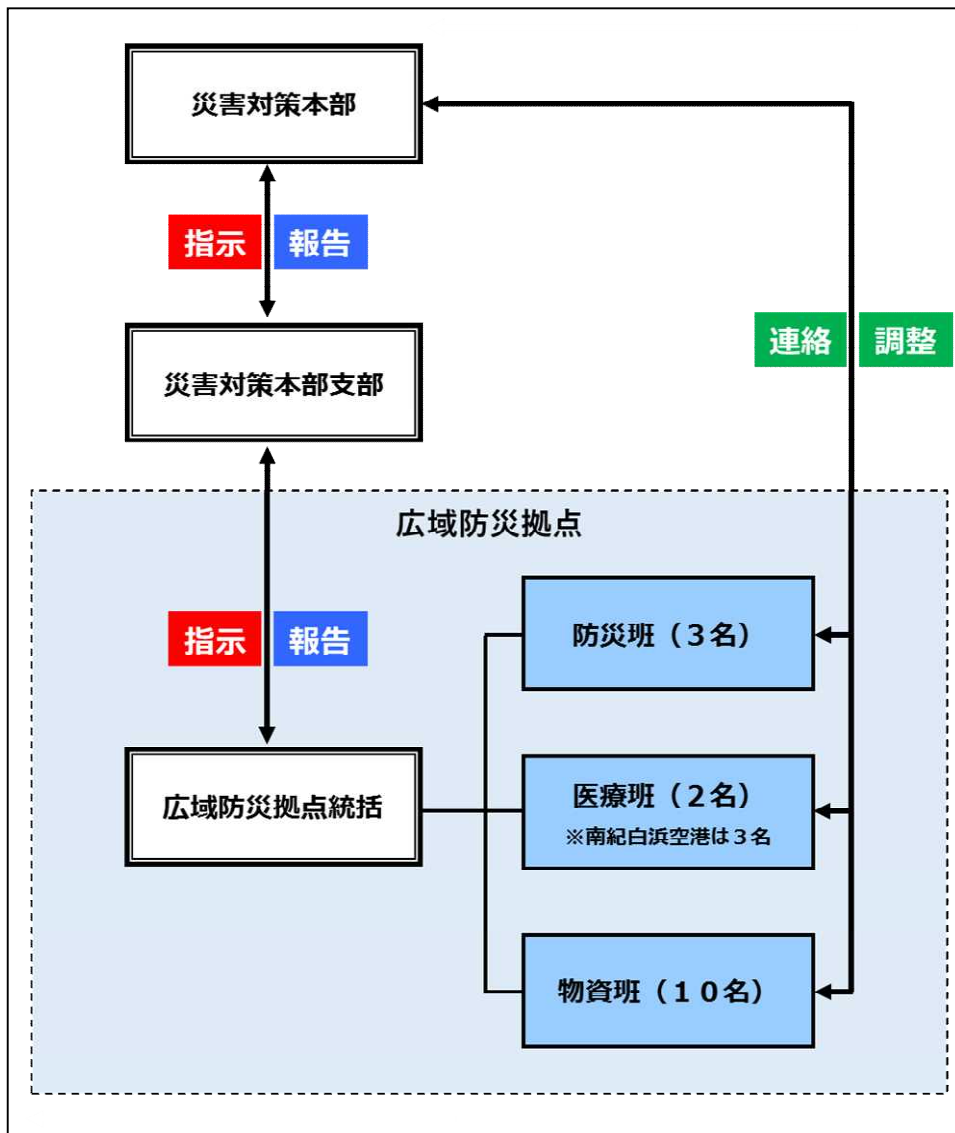 災害対策本部
指示
報告
連絡
調整
災害対策本部支部
広域防災拠点
防災班（３名）
指示
報告
広域防災拠点統括
医療班（２名）
※南紀白浜空港は３名
物資班（１０名）